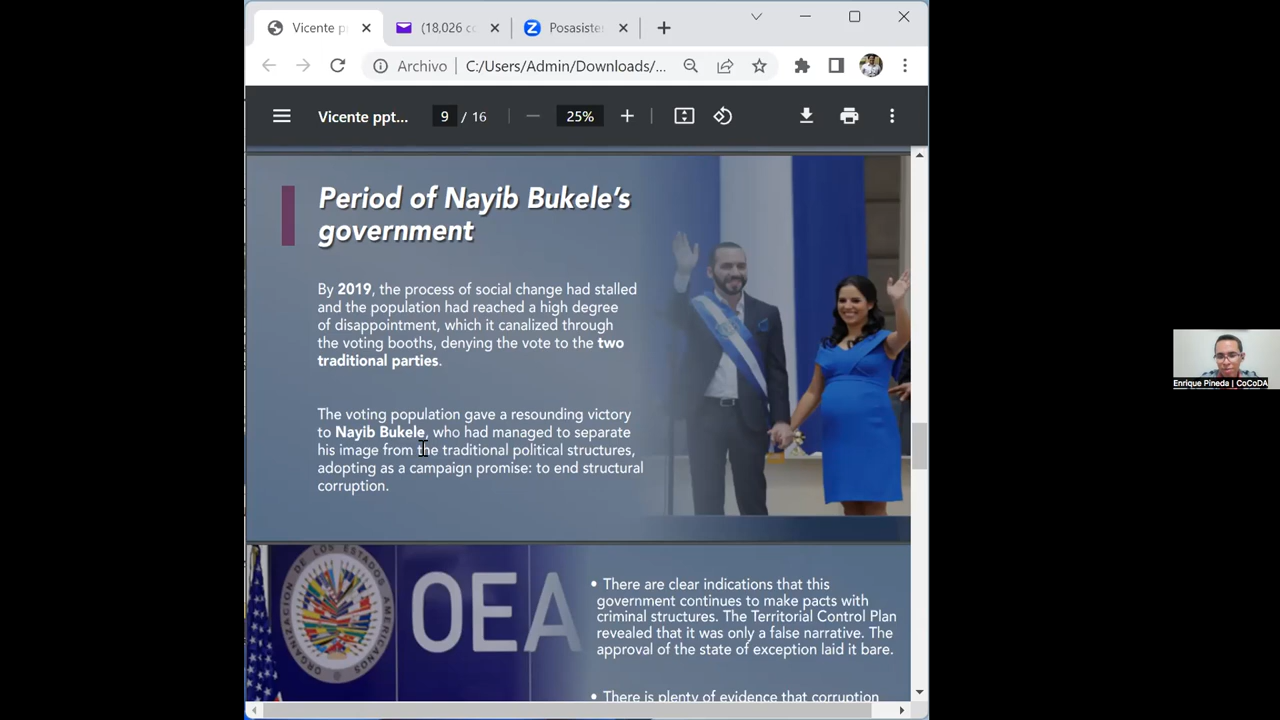 Vicente p
(18,026 c
Posasiste
Archivo
C:/Users/Admin/Downloads/...
Vicente ppt...
9 / 16
25%
Period of Nayib Bukele's
government
By 2019, the process of social change had stalled
and the population had reached a high degree
of disappointment, which it canalized through
the voting booths, denying the vote to the two
traditional parties.
The voting population gave a resounding victory
to Nayib Bukele, who had managed to separate
his image from the traditional political structures,
adopting as a campaign promise: to end structural
corruption.
OEA
• There are clear indications that this
government continues to make pacts with
criminal structures. The Territorial Control Plan
revealed that it was only a false narrative. The
approval of the state of exception laid it bare.
• There is plenty of evidence that corruption
Enrique Pineda | CoCoDA